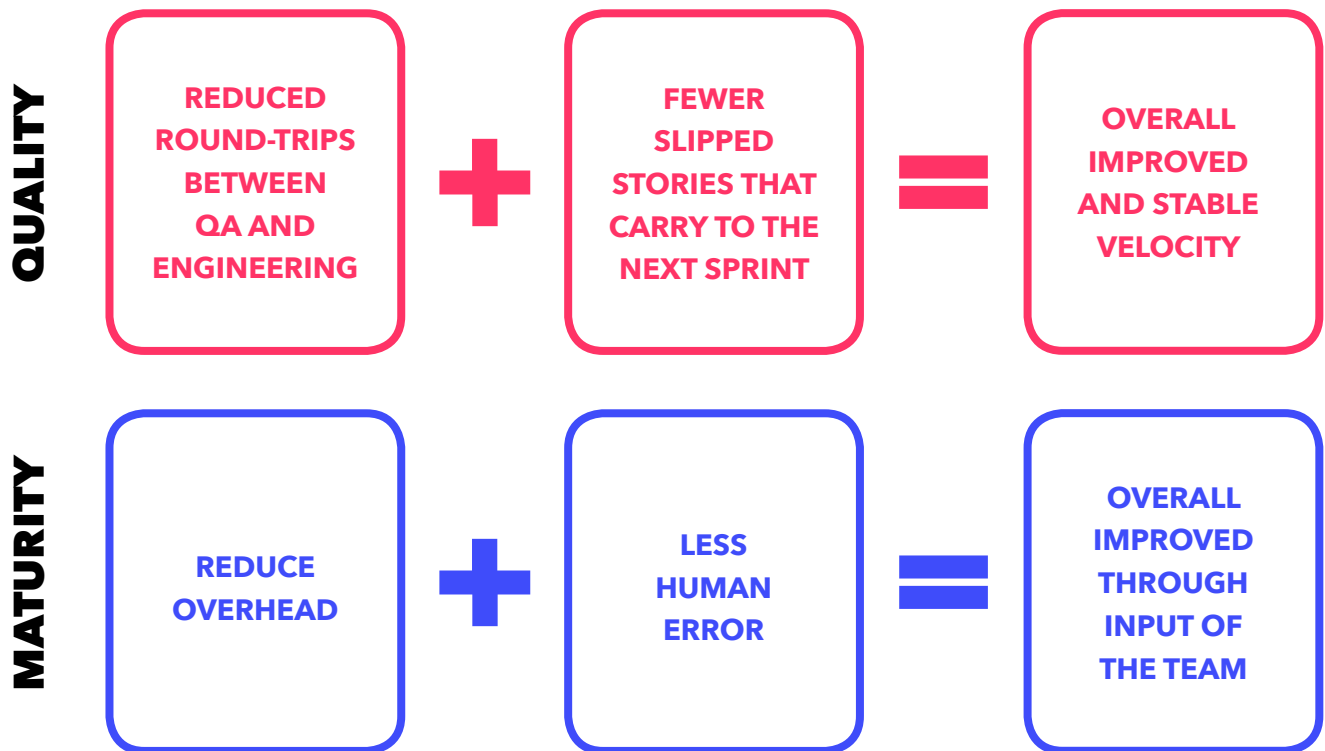 QUALITY
REDUCED
ROUND-TRIPS
BETWEEN
QA AND
ENGINEERING
FEWER
SLIPPED
STORIES THAT
CARRY TO THE
NEXT SPRINT
OVERALL
IMPROVED
AND STABLE
VELOCITY
MATURITY
REDUCE
OVERHEAD
LESS
HUMAN
ERROR
OVERALL
IMPROVED
THROUGH
INPUT OF
THE TEAM